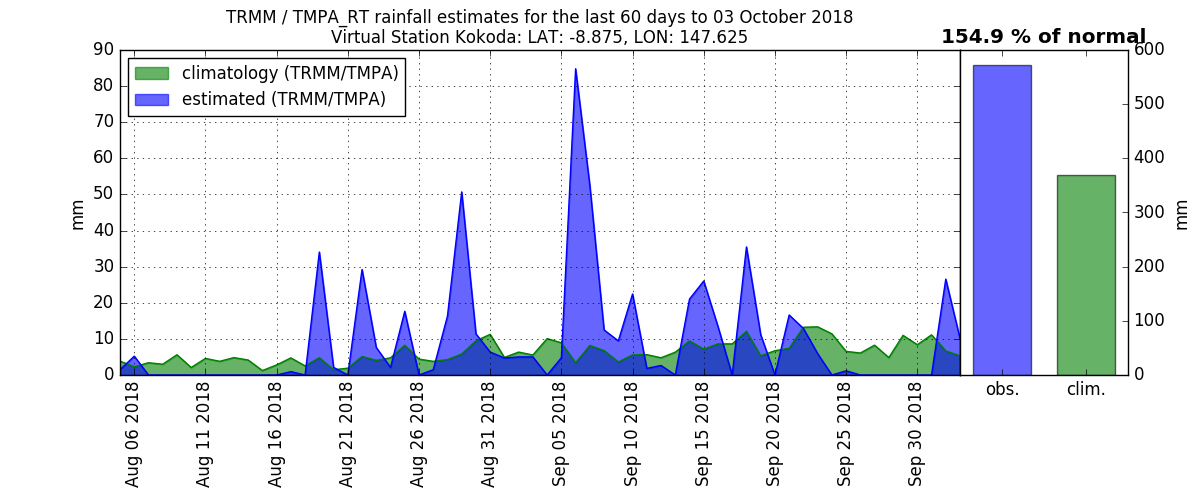 TRMM / TMPA_RT rainfall estimates for the last 60 days to 03 October 2018
Virtual Station Kokoda: LAT: -8.875, LON: 147.625
154.9 % of normal
climatology (TRMM/TMPA)
estimated (TRMM/TMPA)
90
80
70
60
50
40
30
20
10
0
mm
Aug 06 2018
Aug 11 2018
Aug 16 2018
Aug 21 2018
Aug 26 2018
Aug 31 2018
Sep 05 2018
Sep 10 2018
Sep 15 2018
Sep 20 2018
Sep 25 2018
Sep 30 2018
obs.
clim.
600
500
400
300
200
100
0
mm